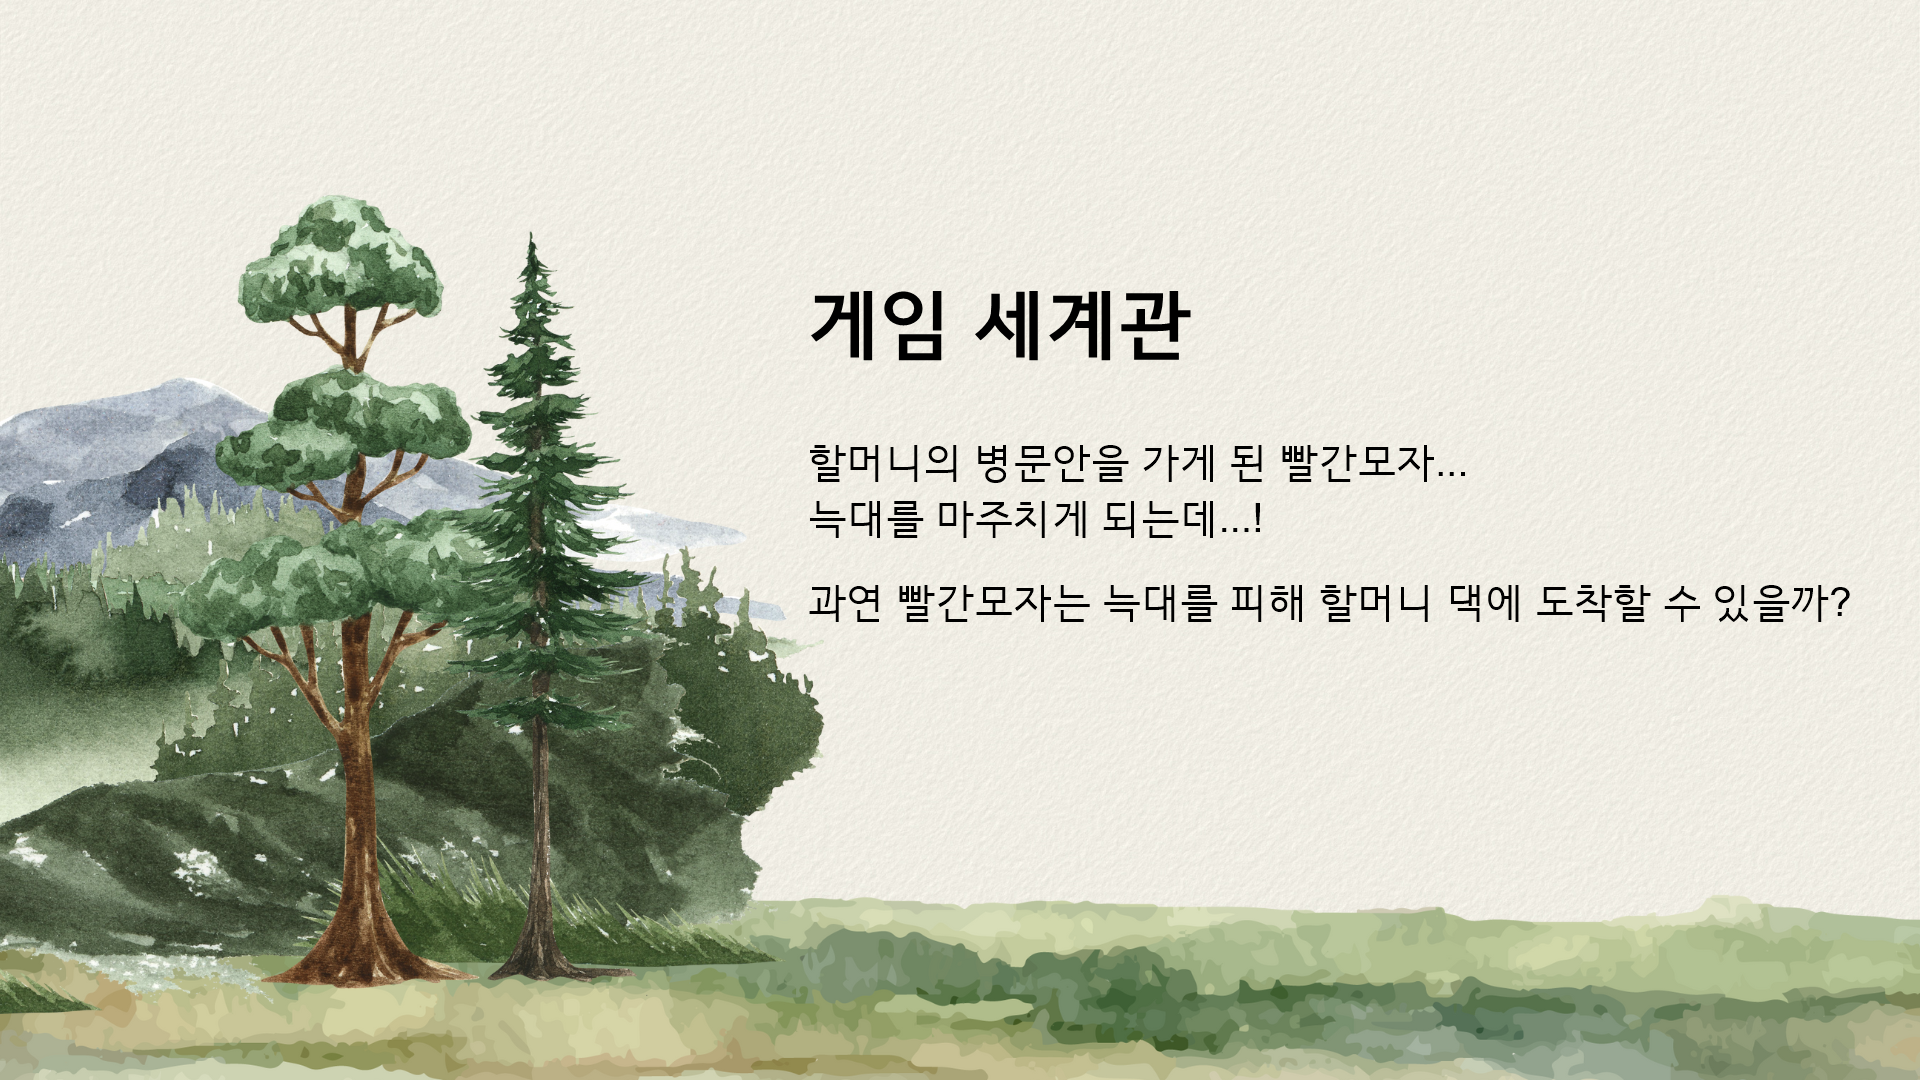 게임 세계관
할머니의 병문안을 가게 된 빨간모자...
늑대를 마주치게 되는데...!
과연 빨간모자는 늑대를 피해 할머니 댁에 도착할 수 있을까?